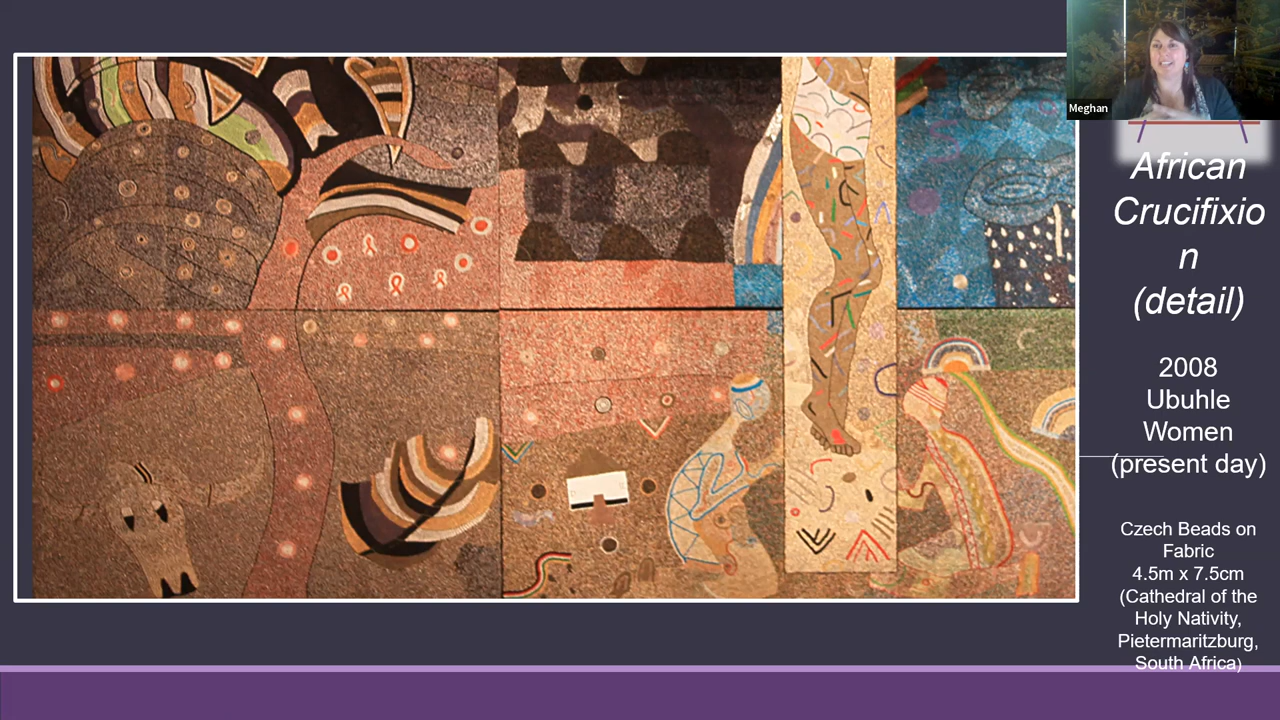 Meghan
African
Crucifixio
n
(detail)
2008
Ubuhle
Women
(present day)
Czech Beads on
Fabric
4.5m x 7.5cm
(Cathedral of the
Holy Nativity,
Pietermaritzburg,
South Africa)